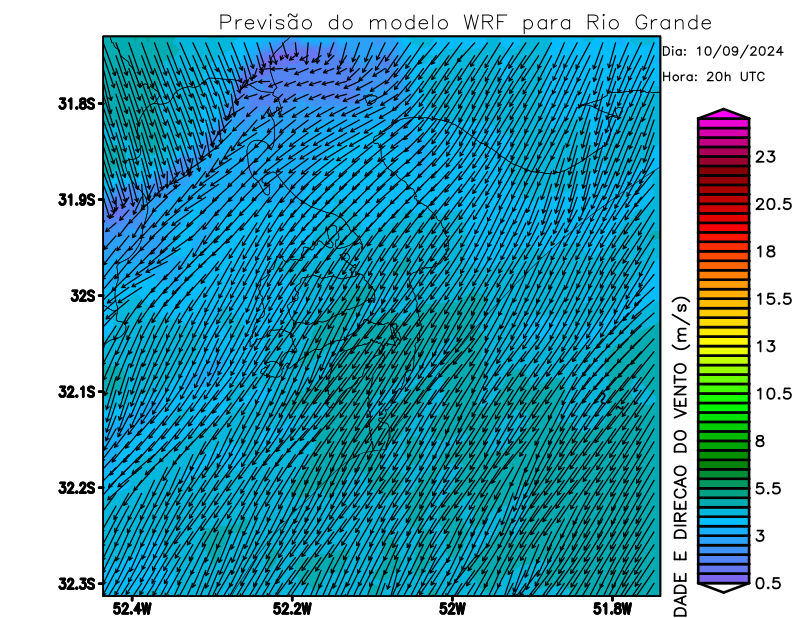 Previsão do modelo WRF para Rio Grande
Dia: 10/09/2024
Hora: 20h UTC
31.8S
31.9S
32S
32.1S
32.2S
32.3S
52.4W
52.2W
52W
51.8W
DADE E DIRECAO DO VENTO (m/s)
23
20.5
18
15.5
13
10.5
8
5.5
3
0.5